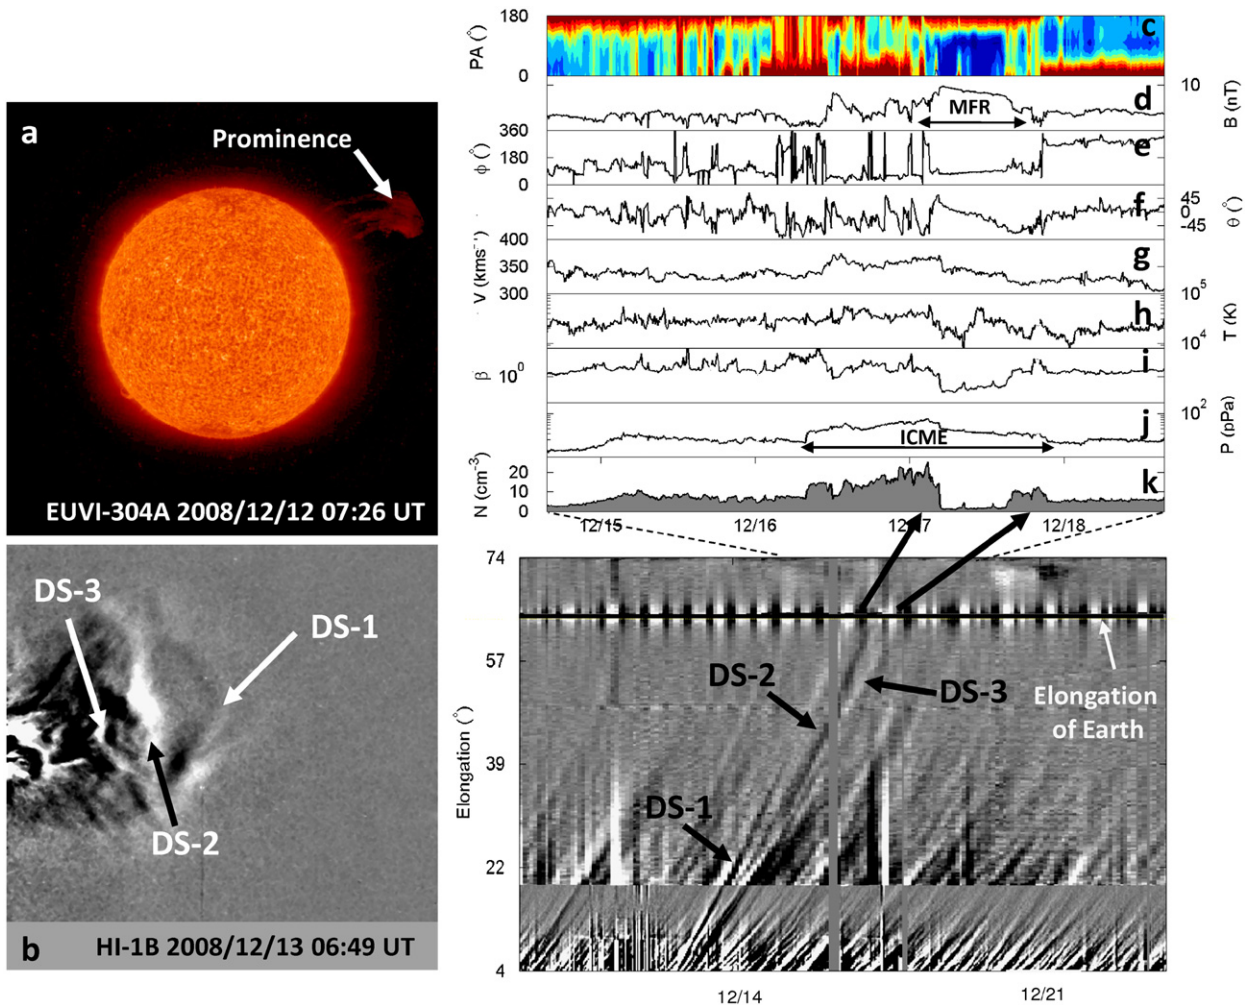 a
Prominence
EUVI-304A 2008/12/12 07:26 UT
DS-3
DS-1
DS-2
b
HI-1B 2008/12/13 06:49 UT
180
PA (°)
0
c
d
MFR
10
B (nT)
360
ϕ (°)
180
0
e
f
45
0
-45
θ (°)
400
V (kms⁻¹)
350
300
g
10⁵
h
T (K)
10⁴
β
10⁰
i
10²
j
P (pPa)
ICME
N (cm⁻³)
20
10
0
k
12/15
12/16
12/17
12/18
74
57
Elongation (°)
39
22
4
DS-2
DS-3
DS-1
Elongation
of Earth
12/14
12/21